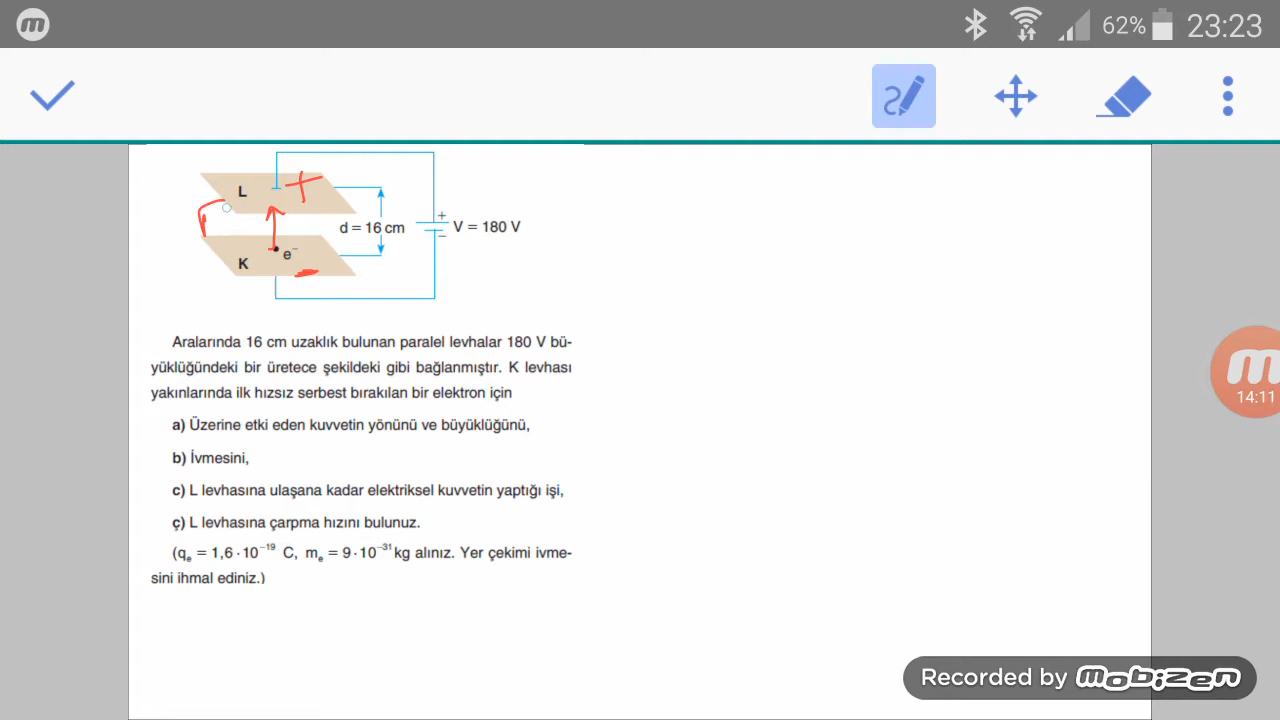 62% 23:23
L
d = 16 cm
+
− V = 180 V
e⁻
K
Aralarında 16 cm uzaklık bulunan paralel levhalar 180 V bü-
yüklüğündeki bir üretece şekildeki gibi bağlanmıştır. K levhası
yakınlarında ilk hızsız serbest bırakılan bir elektron için
a) Üzerine etki eden kuvvetin yönünü ve büyüklüğünü,
b) İvmesini,
c) L levhasına ulaşana kadar elektriksel kuvvetin yaptığı işi,
ç) L levhasına çarpma hızını bulunuz.
(qₑ = 1,6·10⁻¹⁹ C, mₑ = 9·10⁻³¹ kg alınız. Yer çekimi ivme-
sini ihmal ediniz.)
m
14:11
Recorded by mobizen